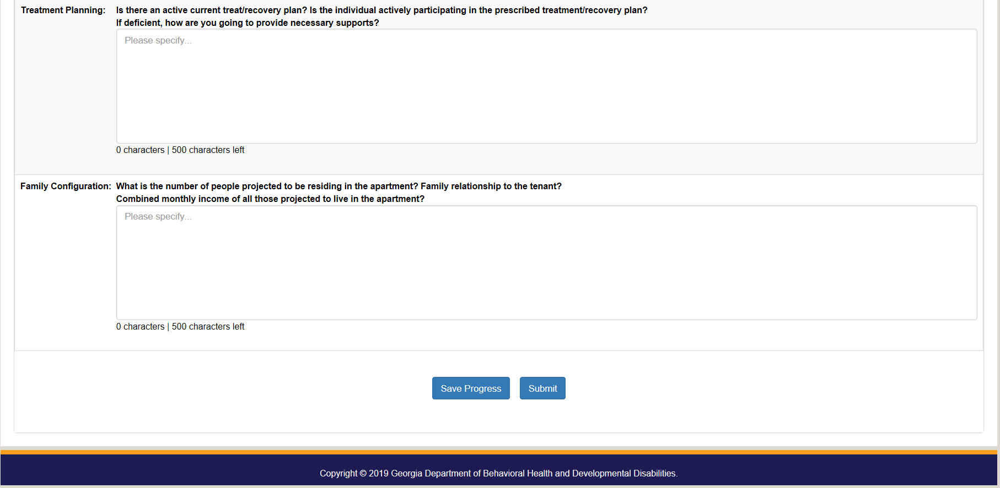 Treatment Planning: Is there an active current treat/recovery plan? Is the individual actively participating in the prescribed treatment/recovery plan?
If deficient, how are you going to provide necessary supports?
Please specify...
0 characters | 500 characters left
Family Configuration: What is the number of people projected to be residing in the apartment? Family relationship to the tenant?
Combined monthly income of all those projected to live in the apartment?
Please specify...
0 characters | 500 characters left
Save Progress Submit
Copyright © 2019 Georgia Department of Behavioral Health and Developmental Disabilities.